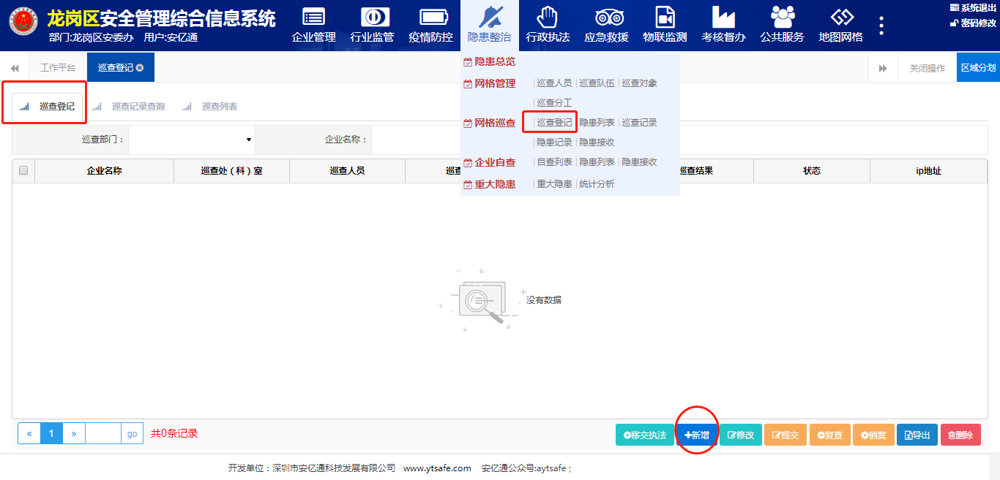 龙岗区安全管理综合信息系统
部门:龙岗区安委办 用户:安亿通
企业管理 行业监管 疫情防控 隐患整治 行政执法 应急救援 物联监测 考核督办 公共服务 地图网格
系统退出
密码修改
工作平台 巡查登记 关闭操作 区域分划
隐患总览
网格管理 巡查人员 巡查队伍 巡查对象
巡查分工
网格巡查 巡查登记 隐患列表 巡查记录
隐患记录 隐患接收
企业自查 自查列表 隐患列表 隐患接收
重大隐患 重大隐患 统计分析
巡查登记 巡查记录查询 巡查列表
巡查部门： 企业名称：
企业名称 巡查处（科）室 巡查人员 巡查结果 状态 ip地址
没有数据
« 1 » go 共0条记录
移交执法 新增 修改 提交 复查 销案 导出 删除
开发单位：深圳市安亿通科技发展有限公司 www.ytsafe.com 安亿通公众号:aytsafe；